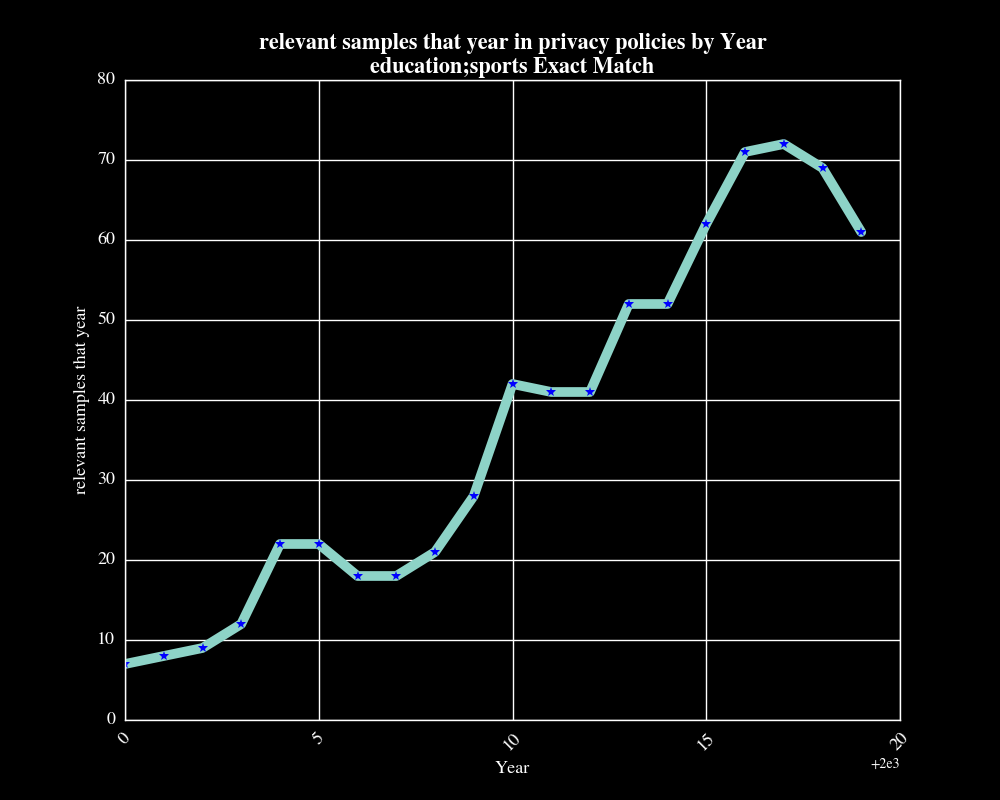 relevant samples that year in privacy policies by Year
education;sports Exact Match
80
70
60
50
40
30
20
10
0
relevant samples that year
0
5
10
15
20
Year
+2e3